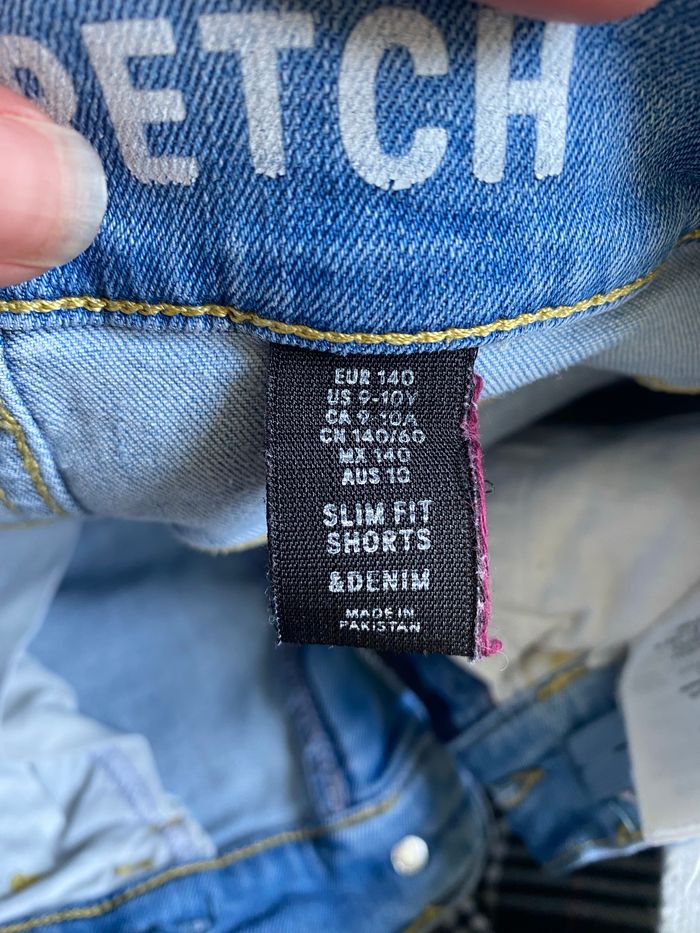 RETCH
EUR 140
US 9-10Y
CA 9-10A
CN 140/60
MX 140
AUS 10
SLIM FIT
SHORTS
&DENIM
MADE IN
PAKISTAN